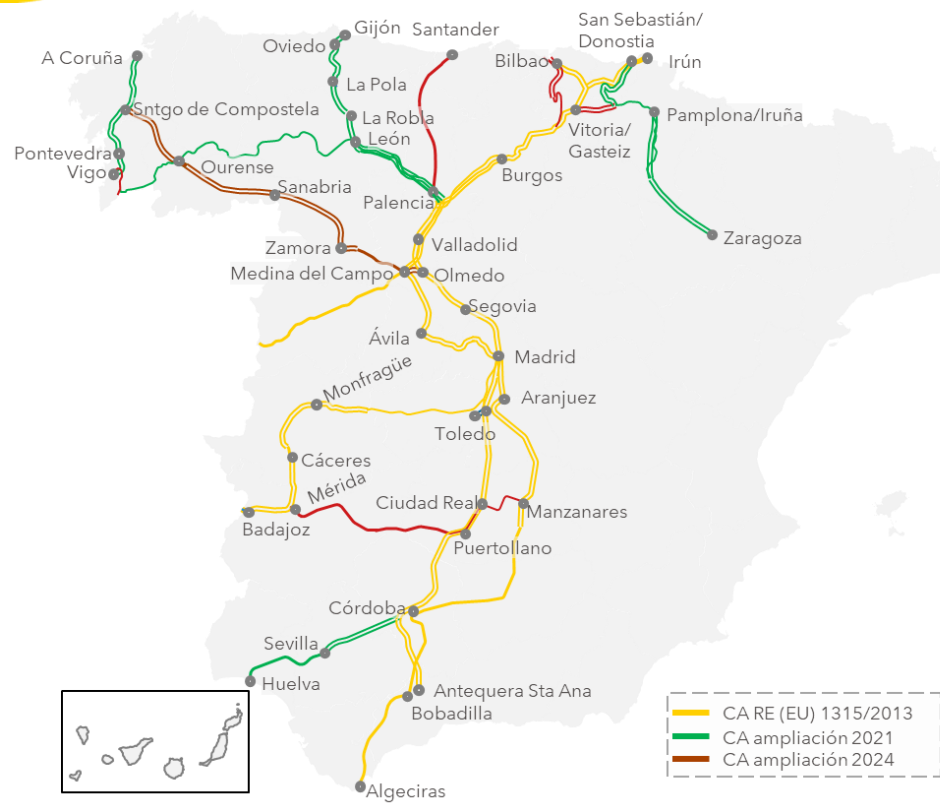 Gijón
San Sebastián/
Donostia
Oviedo
Santander
A Coruña
Bilbao
Irún
La Pola
Sntgo de Compostela
La Robla
Vitoria/
Gasteiz
Pamplona/Iruña
León
Pontevedra
Vigo
Ourense
Burgos
Sanabria
Palencia
Zaragoza
Zamora
Valladolid
Medina del Campo
Olmedo
Segovia
Ávila
Madrid
Monfragüe
Aranjuez
Toledo
Cáceres
Mérida
Ciudad Real
Manzanares
Badajoz
Puertollano
Córdoba
Sevilla
Huelva
Antequera Sta Ana
Bobadilla
Algeciras
CA RE (EU) 1315/2013
CA ampliación 2021
CA ampliación 2024